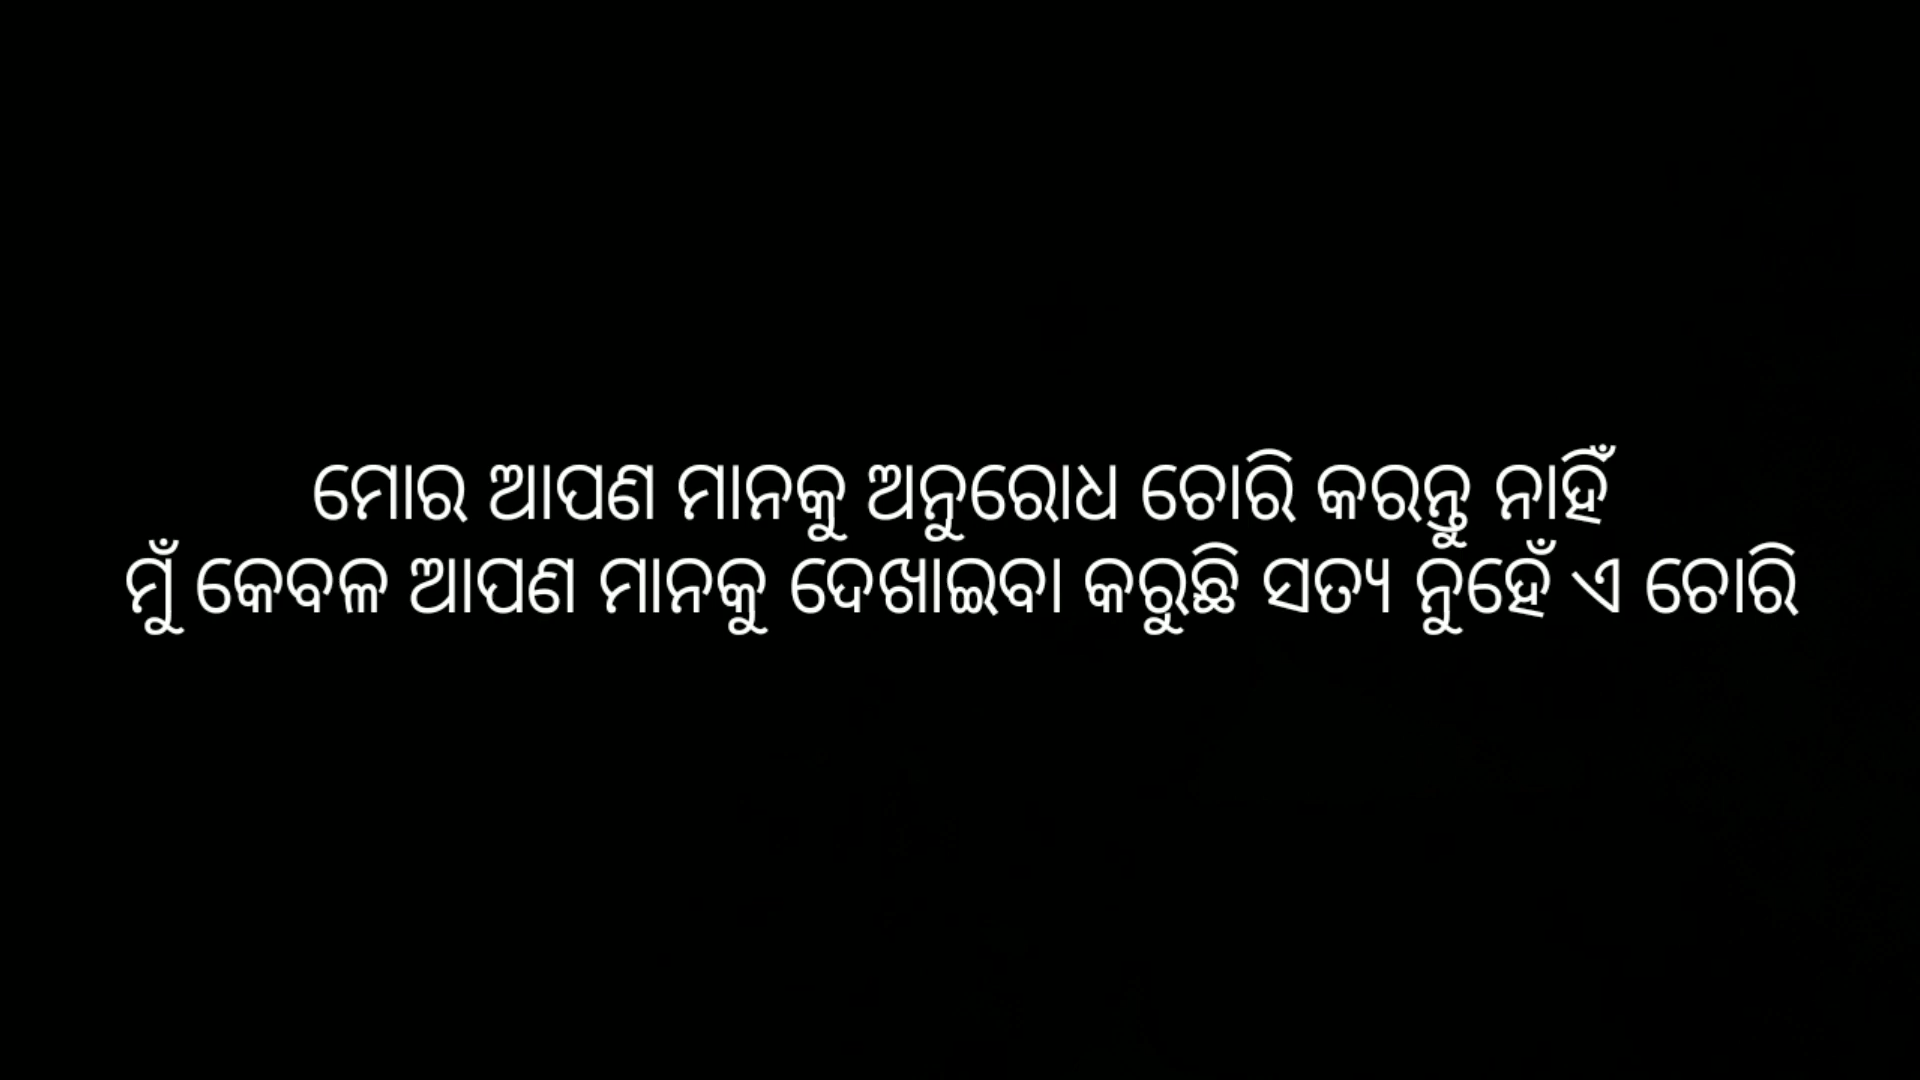 ମୋର ଆପଣ ମାନକୁ ଅନୁରୋଧ ଚୋରି କରନ୍ତୁ ନାହିଁ
ମୁଁ କେବଳ ଆପଣ ମାନକୁ ଦେଖାଇବା କରୁଛି ସତ୍ୟ ନୁହେଁ ଏ ଚୋରି